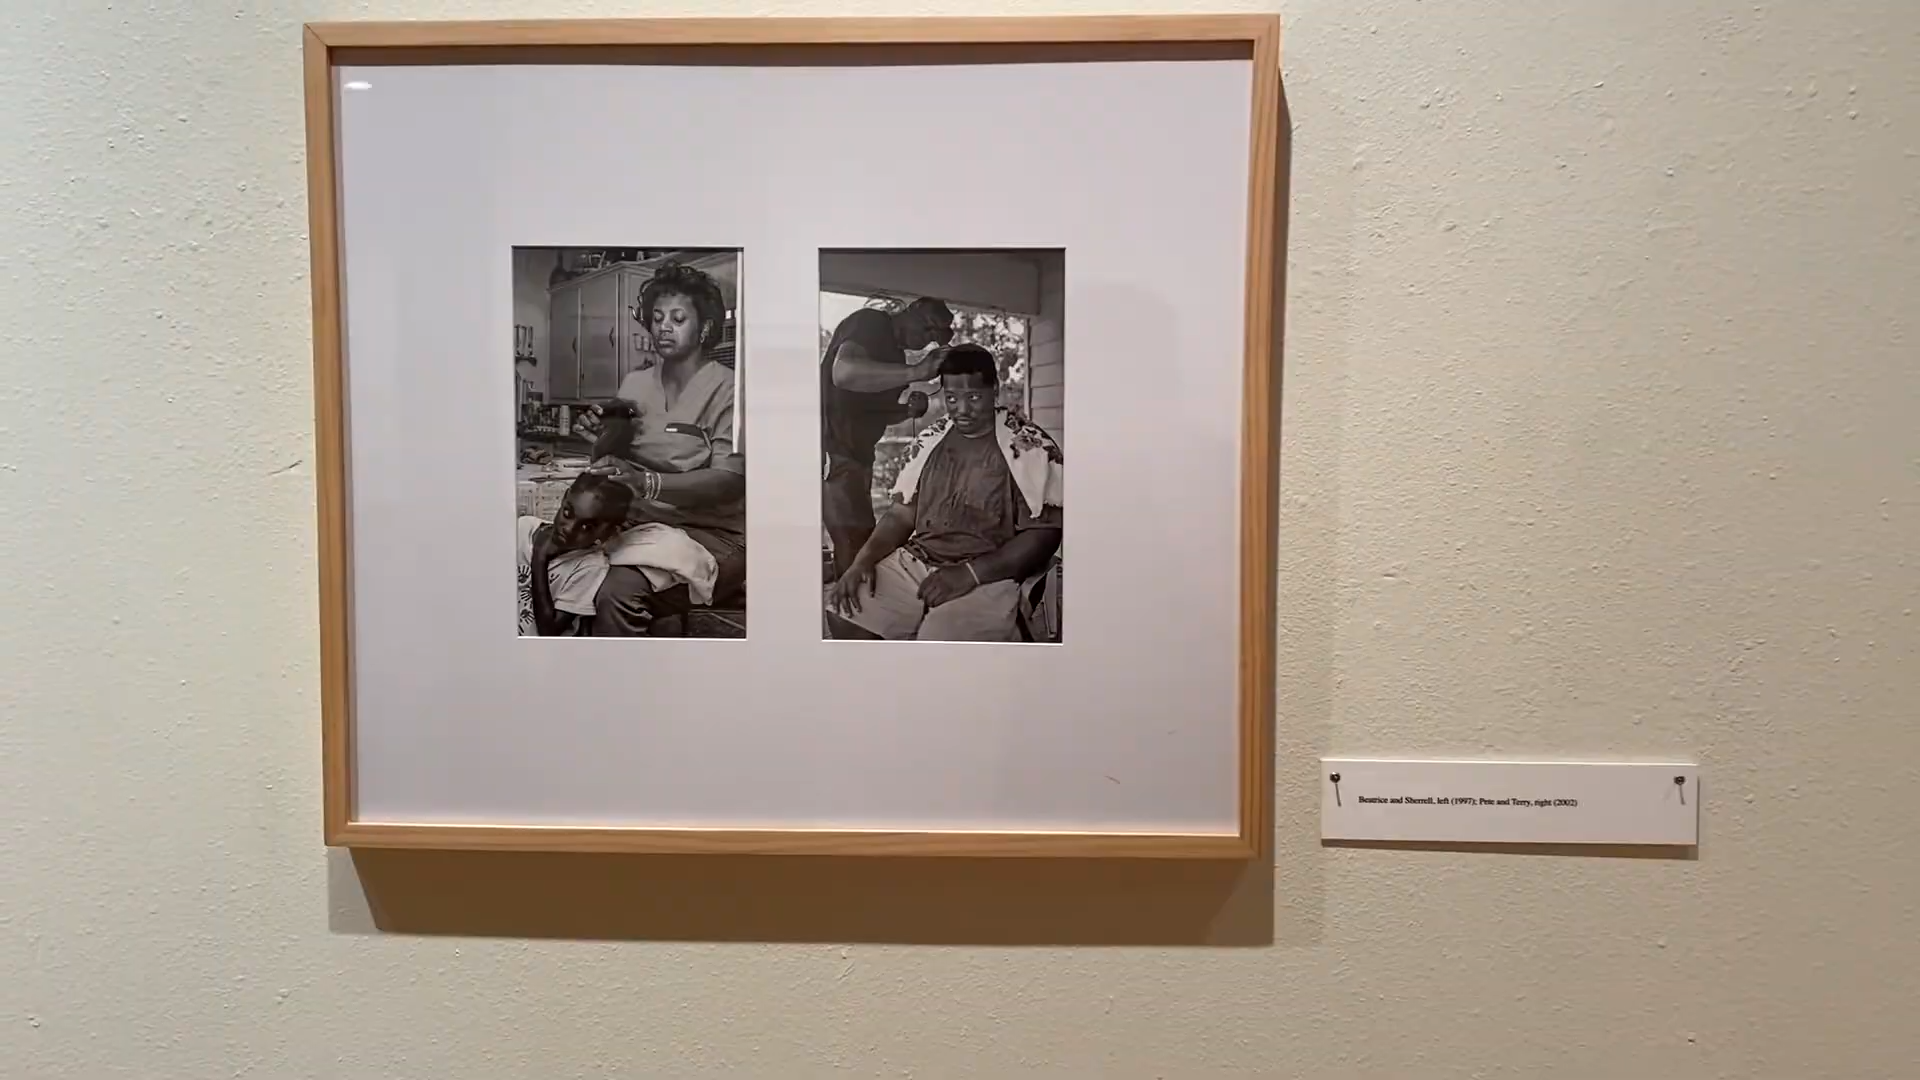 Beatrice and Sherrell, left (1997); Pete and Terry, right (2002)